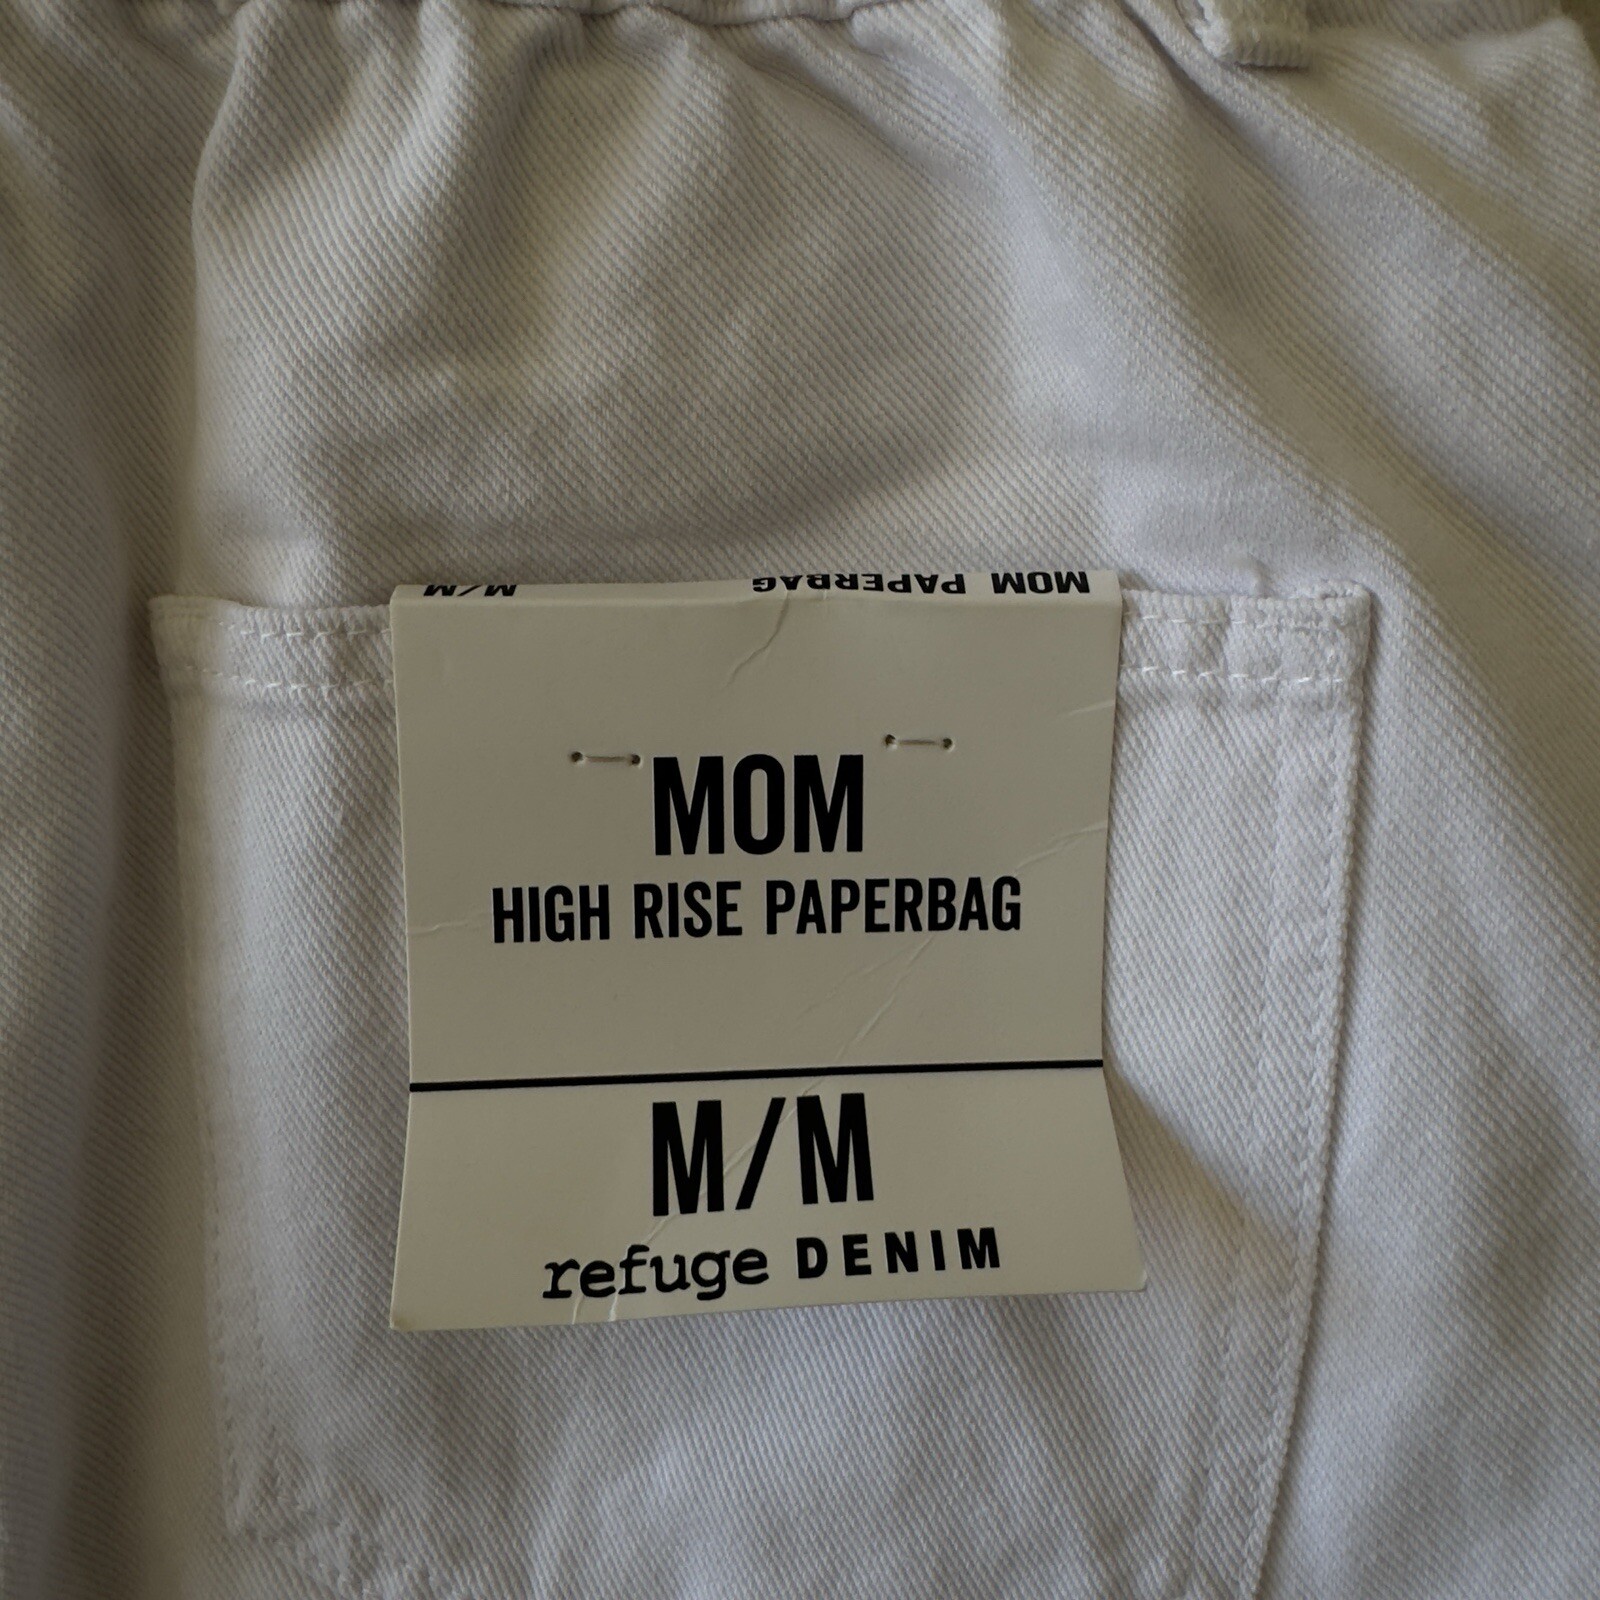 M/M MOM PAPERBAG
MOM
HIGH RISE PAPERBAG
M/M
refuge DENIM